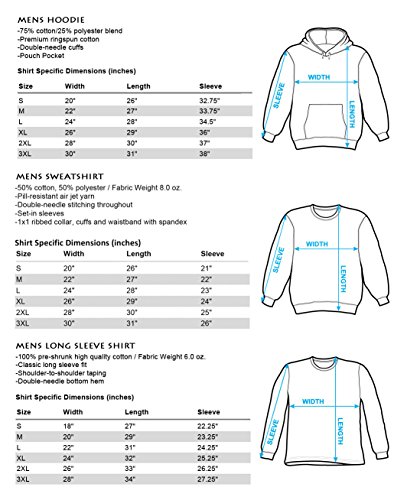 MENS HOODIE
-75% cotton/25% polyester blend
-Premium ringspun cotton
-Double-needle cuffs
-Pouch Pocket
Shirt Specific Dimensions (inches)
Size Width Length Sleeve
S 20" 26" 32.75"
M 22" 27" 33.75"
L 24" 28" 34.5"
XL 26" 29" 36"
2XL 28" 30" 37"
3XL 30" 31" 38"
WIDTH
SLEEVE
LENGTH
MENS SWEATSHIRT
-50% cotton, 50% polyester / Fabric Weight 8.0 oz.
-Pill-resistant air jet yarn
-Double-needle stitching throughout
-Set-in sleeves
-1x1 ribbed collar, cuffs and waistband with spandex
Shirt Specific Dimensions (inches)
Size Width Length Sleeve
S 20" 26" 21"
M 22" 27" 22"
L 24" 28" 23"
XL 26" 29" 24"
2XL 28" 30" 25"
3XL 30" 31" 26"
SLEEVE
WIDTH
LENGTH
MENS LONG SLEEVE SHIRT
-100% pre-shrunk high quality cotton / Fabric Weight 6.0 oz.
-Classic long sleeve fit
-Shoulder-to-shoulder taping
-Double-needle bottom hem
Shirt Specific Dimensions (inches)
Size Width Length Sleeve
S 18" 27" 22.25"
M 20" 29" 23.25"
L 22" 31" 24.25"
XL 24" 32" 25.25"
2XL 26" 33" 26.25"
3XL 28" 34" 27.25"
SLEEVE
WIDTH
LENGTH